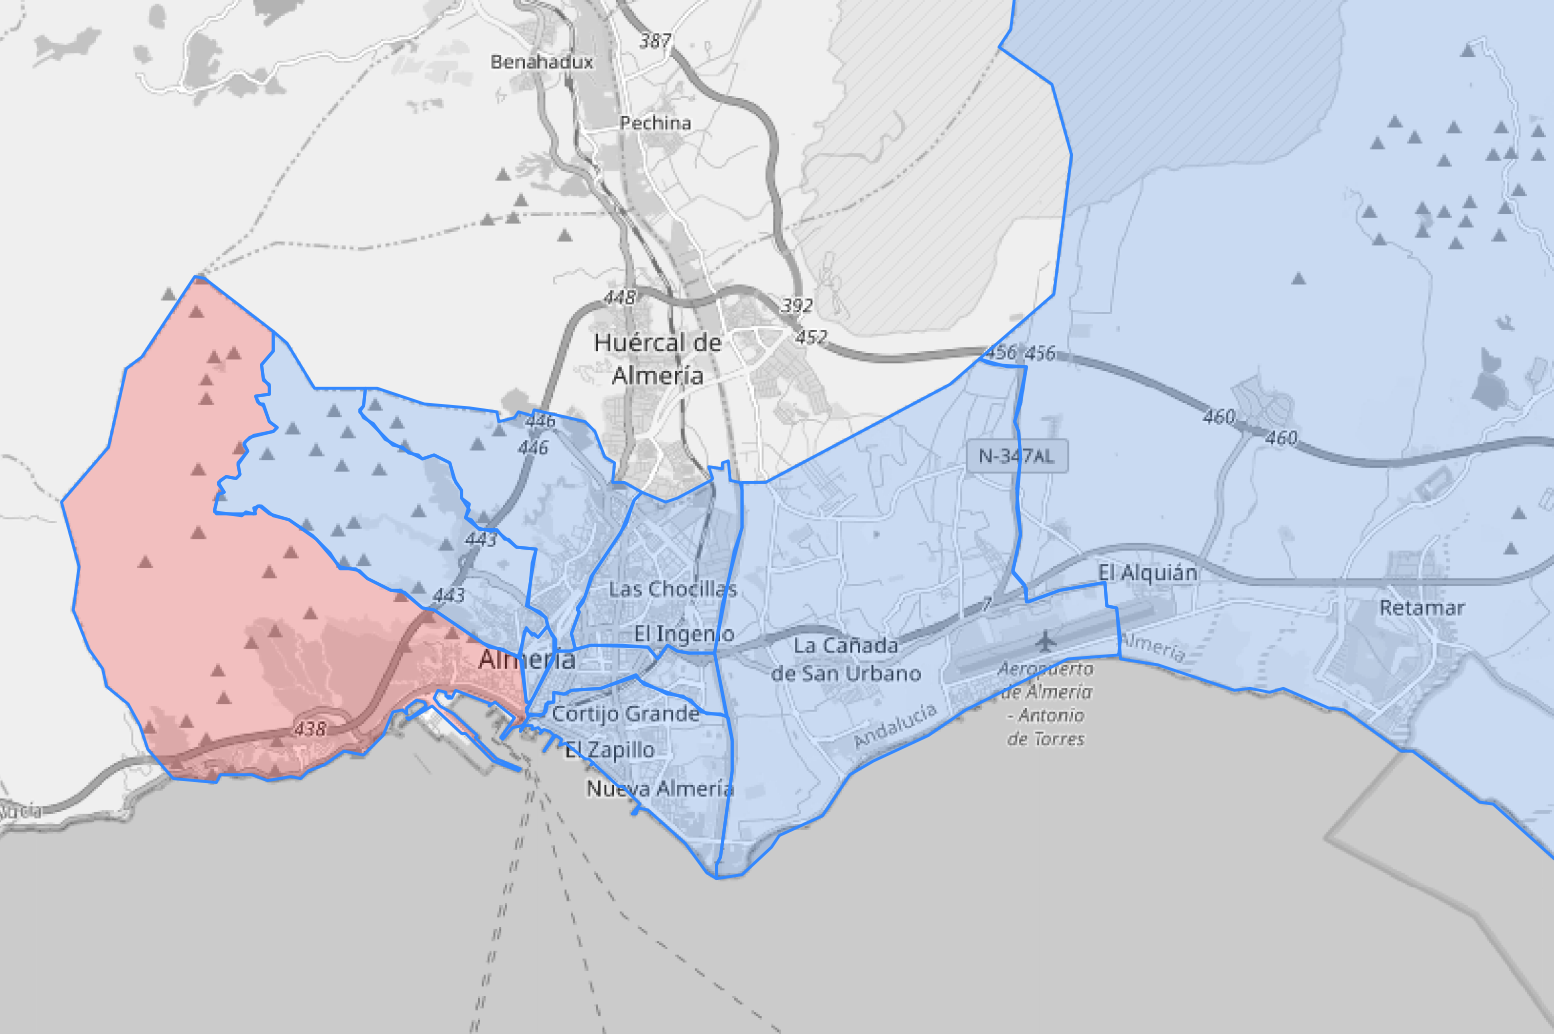 387
Benahadux
Pechina
448
392
452
Huércal de
Almería
456
456
446
446
460
460
N-347AL
443
443
Las Chocillas
El Alquián
7
Retamar
El Ingenio
Almería
La Cañada
de San Urbano
Almería
Aeropuerto
de Almería
- Antonio
de Torres
438
Cortijo Grande
Andalucía
El Zapillo
Nueva Almería